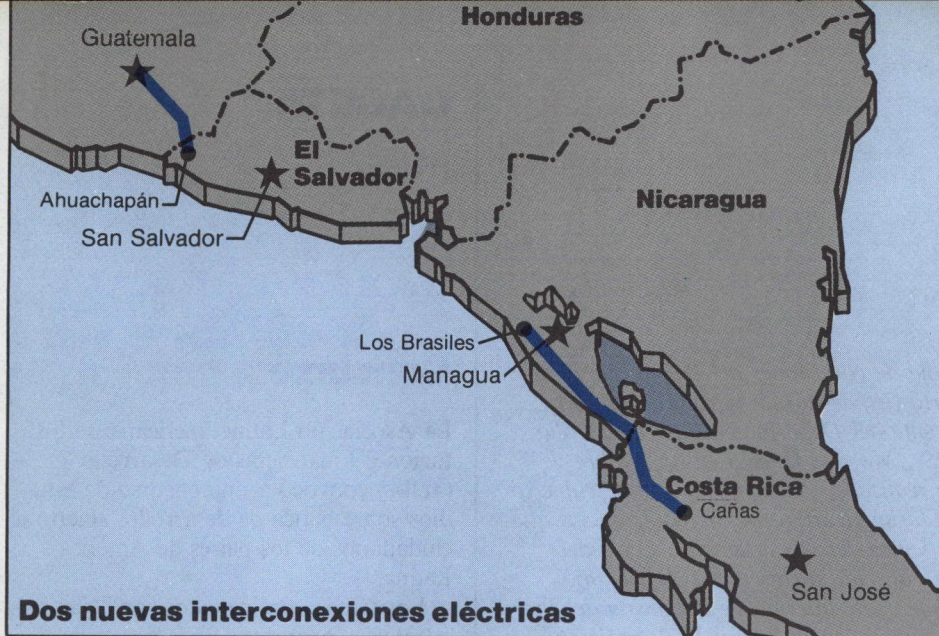 Honduras
Guatemala
El
Salvador
Ahuachapán
San Salvador
Nicaragua
Los Brasiles
Managua
Costa Rica
Cañas
San José
Dos nuevas interconexiones eléctricas